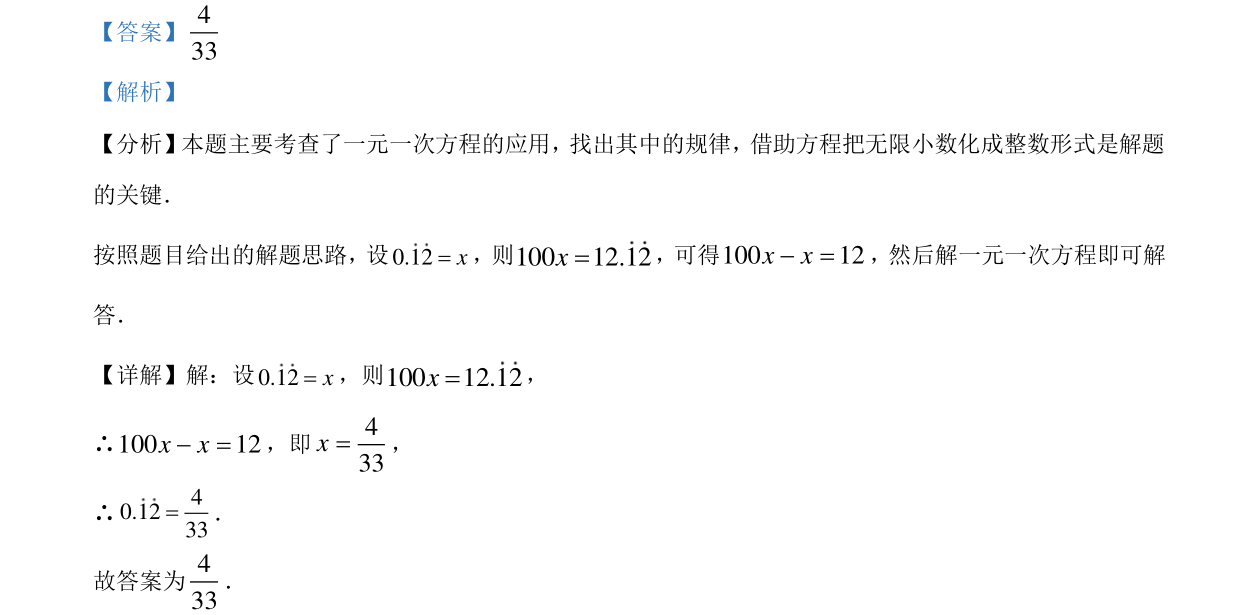 【答案】4/33
【解析】
【分析】本题主要考查了一元一次方程的应用，找出其中的规律，借助方程把无限小数化成整数形式是解题
的关键．
按照题目给出的解题思路，设0.1̇2̇ = x，则100x = 12.1̇2̇，可得100x − x = 12，然后解一元一次方程即可解
答．
【详解】解：设0.1̇2̇ = x，则100x = 12.1̇2̇，
∴100x − x = 12，即 x = 4/33，
∴ 0.1̇2̇ = 4/33．
故答案为4/33．